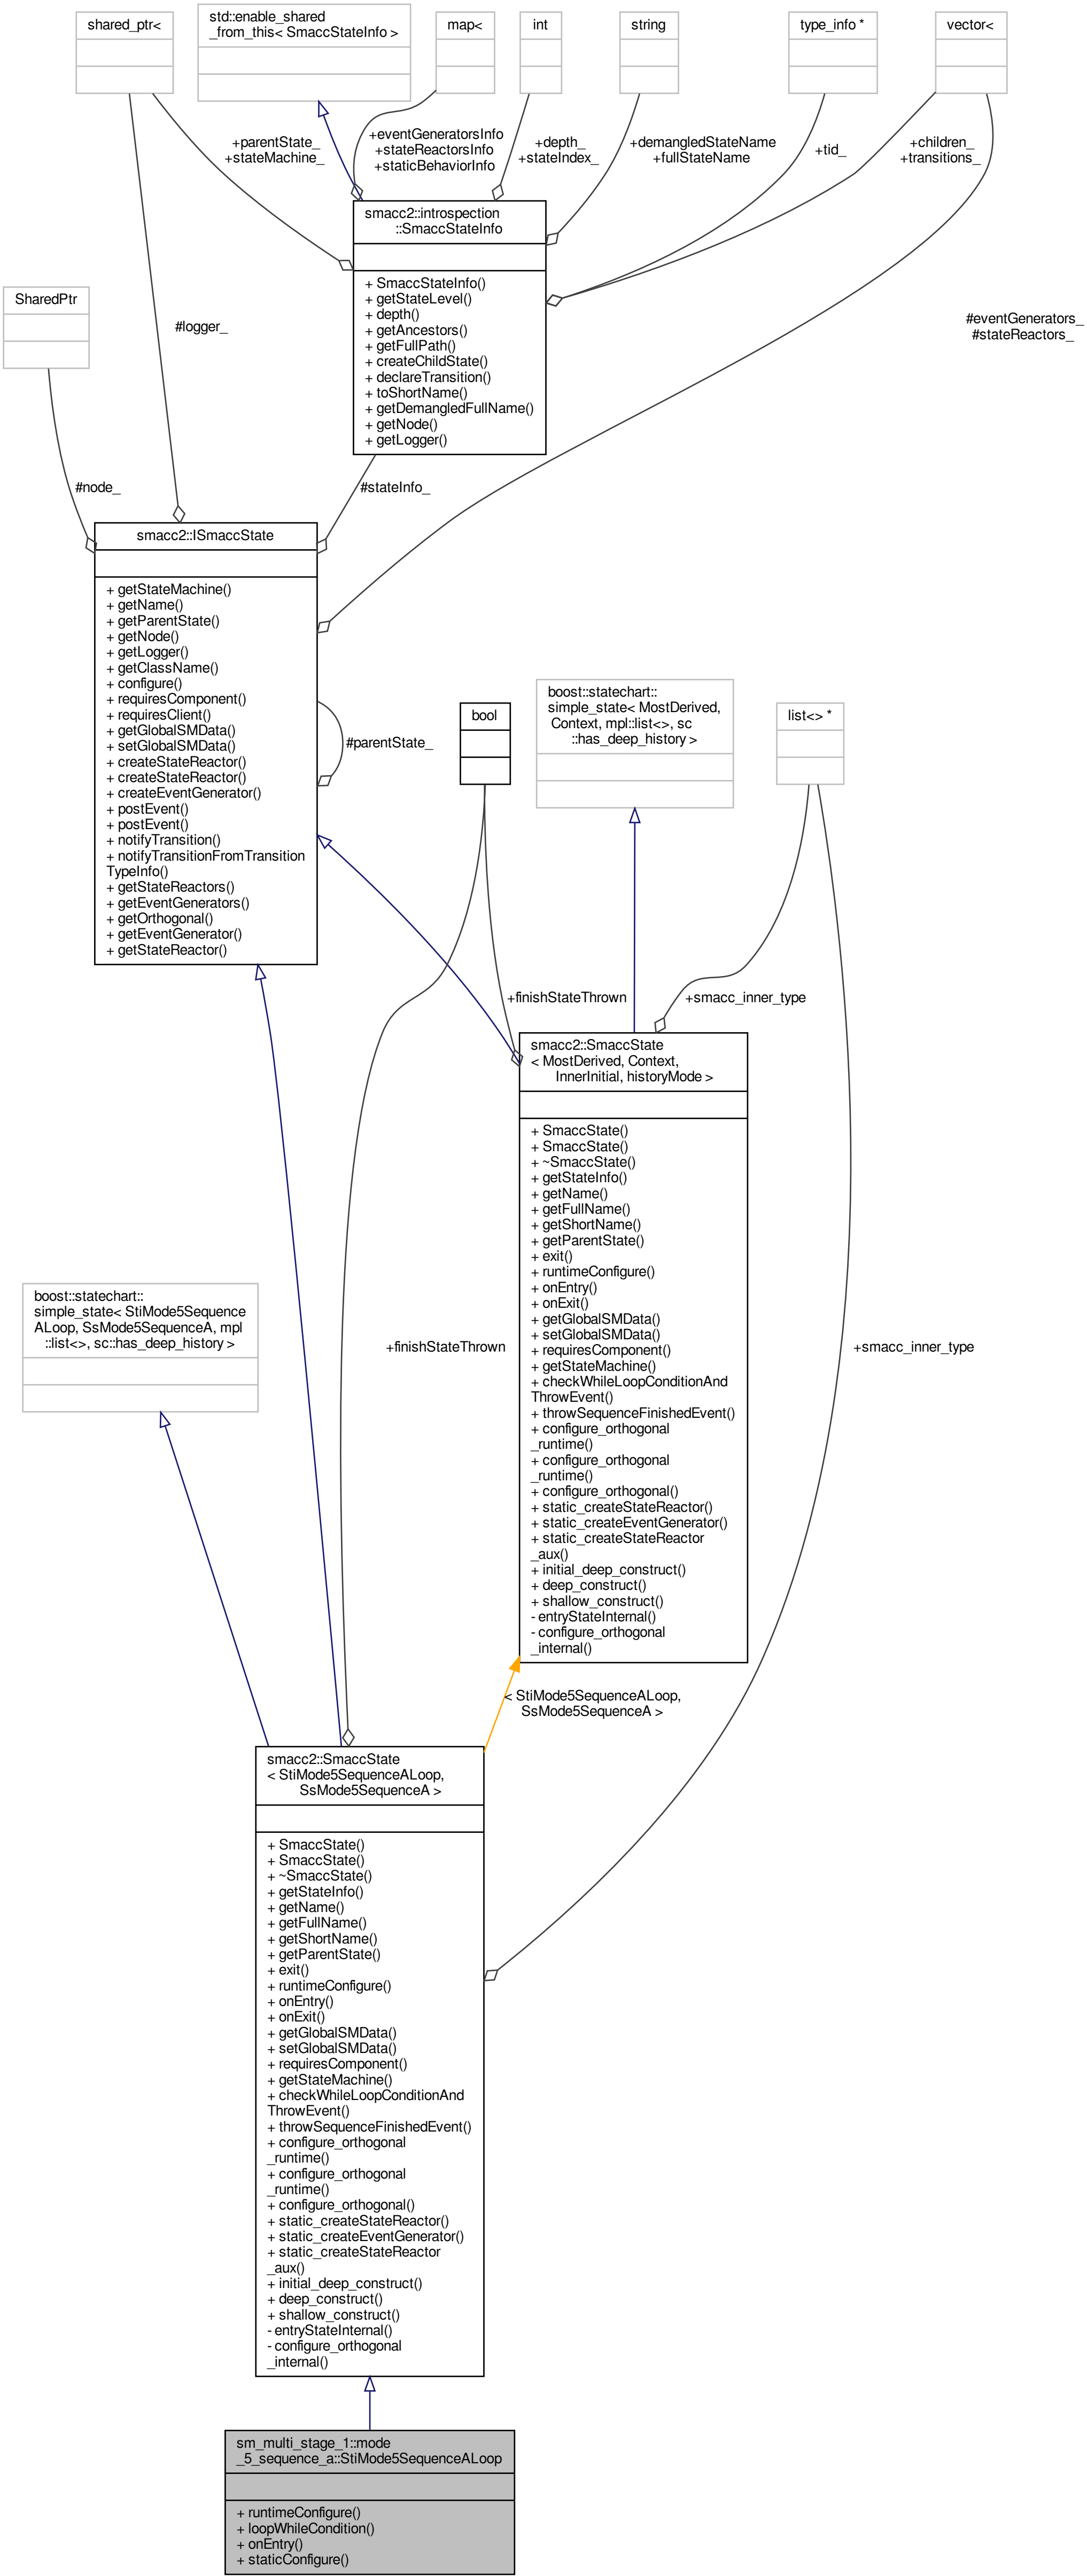 shared_ptr<
std::enable_shared
_from_this< SmaccStateInfo >
map<
int
string
type_info *
vector<
+parentState_
+stateMachine_
+eventGeneratorsInfo
+stateReactorsInfo
+staticBehaviorInfo
+depth_
+stateIndex_
+demangledStateName
+fullStateName
+tid_
+children_
+transitions_
smacc2::introspection
::SmaccStateInfo
+ SmaccStateInfo()
+ getStateLevel()
+ depth()
+ getAncestors()
+ getFullPath()
+ createChildState()
+ declareTransition()
+ toShortName()
+ getDemangledFullName()
+ getNode()
+ getLogger()
SharedPtr
#logger_
#eventGenerators_
#stateReactors_
#node_
#stateInfo_
smacc2::ISmaccState
+ getStateMachine()
+ getName()
+ getParentState()
+ getNode()
+ getLogger()
+ getClassName()
+ configure()
+ requiresComponent()
+ requiresClient()
+ getGlobalSMData()
+ setGlobalSMData()
+ createStateReactor()
+ createStateReactor()
+ createEventGenerator()
+ postEvent()
+ postEvent()
+ notifyTransition()
+ notifyTransitionFromTransition
TypeInfo()
+ getStateReactors()
+ getEventGenerators()
+ getOrthogonal()
+ getEventGenerator()
+ getStateReactor()
#parentState_
bool
boost::statechart::
simple_state< MostDerived,
Context, mpl::list<>, sc
::has_deep_history >
list<> *
+finishStateThrown
+smacc_inner_type
smacc2::SmaccState
< MostDerived, Context,
InnerInitial, historyMode >
+ SmaccState()
+ SmaccState()
+ ~SmaccState()
+ getStateInfo()
+ getName()
+ getFullName()
+ getShortName()
+ getParentState()
+ exit()
+ runtimeConfigure()
+ onEntry()
+ onExit()
+ getGlobalSMData()
+ setGlobalSMData()
+ requiresComponent()
+ getStateMachine()
+ checkWhileLoopConditionAnd
ThrowEvent()
+ throwSequenceFinishedEvent()
+ configure_orthogonal
_runtime()
+ configure_orthogonal
_runtime()
+ configure_orthogonal()
+ static_createStateReactor()
+ static_createEventGenerator()
+ static_createStateReactor
_aux()
+ initial_deep_construct()
+ deep_construct()
+ shallow_construct()
- entryStateInternal()
- configure_orthogonal
_internal()
boost::statechart::
simple_state< StiMode5Sequence
ALoop, SsMode5SequenceA, mpl
::list<>, sc::has_deep_history >
+finishStateThrown
+smacc_inner_type
< StiMode5SequenceALoop,
SsMode5SequenceA >
smacc2::SmaccState
< StiMode5SequenceALoop,
SsMode5SequenceA >
+ SmaccState()
+ SmaccState()
+ ~SmaccState()
+ getStateInfo()
+ getName()
+ getFullName()
+ getShortName()
+ getParentState()
+ exit()
+ runtimeConfigure()
+ onEntry()
+ onExit()
+ getGlobalSMData()
+ setGlobalSMData()
+ requiresComponent()
+ getStateMachine()
+ checkWhileLoopConditionAnd
ThrowEvent()
+ throwSequenceFinishedEvent()
+ configure_orthogonal
_runtime()
+ configure_orthogonal
_runtime()
+ configure_orthogonal()
+ static_createStateReactor()
+ static_createEventGenerator()
+ static_createStateReactor
_aux()
+ initial_deep_construct()
+ deep_construct()
+ shallow_construct()
- entryStateInternal()
- configure_orthogonal
_internal()
sm_multi_stage_1::mode
_5_sequence_a::StiMode5SequenceALoop
+ runtimeConfigure()
+ loopWhileCondition()
+ onEntry()
+ staticConfigure()